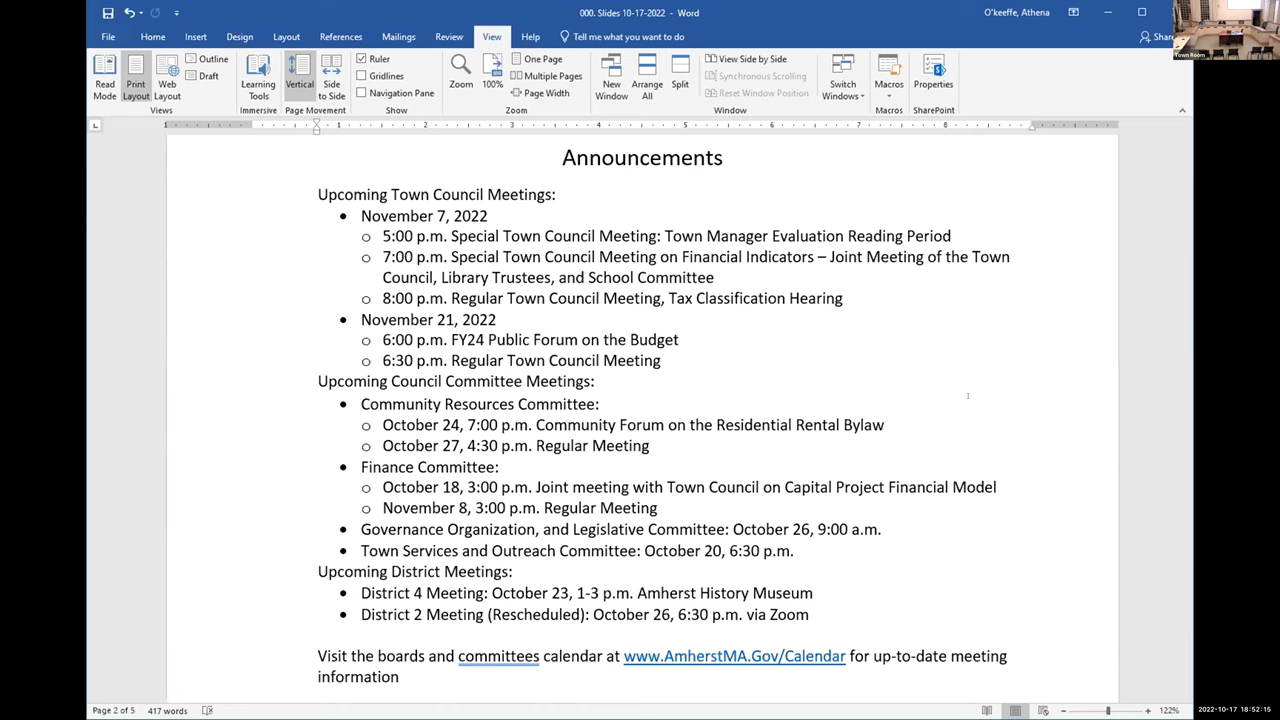 000. Slides 10-17-2022 - Word
O'keeffe, Athena
File Home Insert Design Layout References Mailings Review View Help Tell me what you want to do Share
Town Room
Read Mode
Print Layout
Web Layout
Outline
Draft
Views
Learning Tools
Immersive
Vertical
Side to Side
Page Movement
Ruler
Gridlines
Navigation Pane
Show
Zoom
100%
One Page
Multiple Pages
Page Width
Zoom
New Window
Arrange All
Split
View Side by Side
Synchronous Scrolling
Reset Window Position
Window
Switch Windows
Macros
Macros
Properties
SharePoint
1 1 2 3 4 5 6 7 8
Announcements
Upcoming Town Council Meetings:
• November 7, 2022
o 5:00 p.m. Special Town Council Meeting: Town Manager Evaluation Reading Period
o 7:00 p.m. Special Town Council Meeting on Financial Indicators – Joint Meeting of the Town
Council, Library Trustees, and School Committee
o 8:00 p.m. Regular Town Council Meeting, Tax Classification Hearing
• November 21, 2022
o 6:00 p.m. FY24 Public Forum on the Budget
o 6:30 p.m. Regular Town Council Meeting
Upcoming Council Committee Meetings:
• Community Resources Committee:
o October 24, 7:00 p.m. Community Forum on the Residential Rental Bylaw
o October 27, 4:30 p.m. Regular Meeting
• Finance Committee:
o October 18, 3:00 p.m. Joint meeting with Town Council on Capital Project Financial Model
o November 8, 3:00 p.m. Regular Meeting
• Governance Organization, and Legislative Committee: October 26, 9:00 a.m.
• Town Services and Outreach Committee: October 20, 6:30 p.m.
Upcoming District Meetings:
• District 4 Meeting: October 23, 1-3 p.m. Amherst History Museum
• District 2 Meeting (Rescheduled): October 26, 6:30 p.m. via Zoom
Visit the boards and committees calendar at www.AmherstMA.Gov/Calendar for up-to-date meeting
information
Page 2 of 5 417 words
122%
2022-10-17 18:52:15